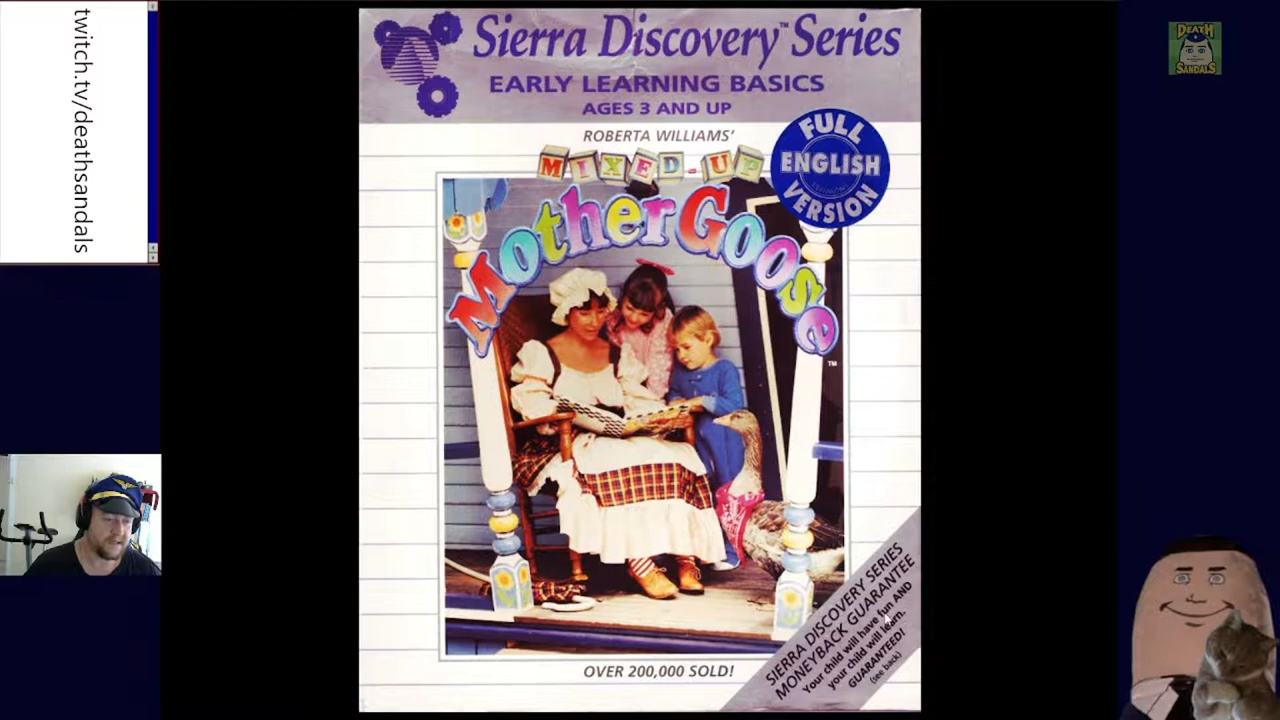 twitch.tv/deathsandals
DEATH
SANDALS
Sierra Discovery™ Series
EARLY LEARNING BASICS
AGES 3 AND UP
ROBERTA WILLIAMS'
MIXED-UP
Mother Goose
TM
FULL
ENGLISH
VERSION
SIERRA DISCOVERY SERIES
MONEYBACK GUARANTEE
Your child will have fun AND
your child will learn.
GUARANTEED!
(see back)
OVER 200,000 SOLD!